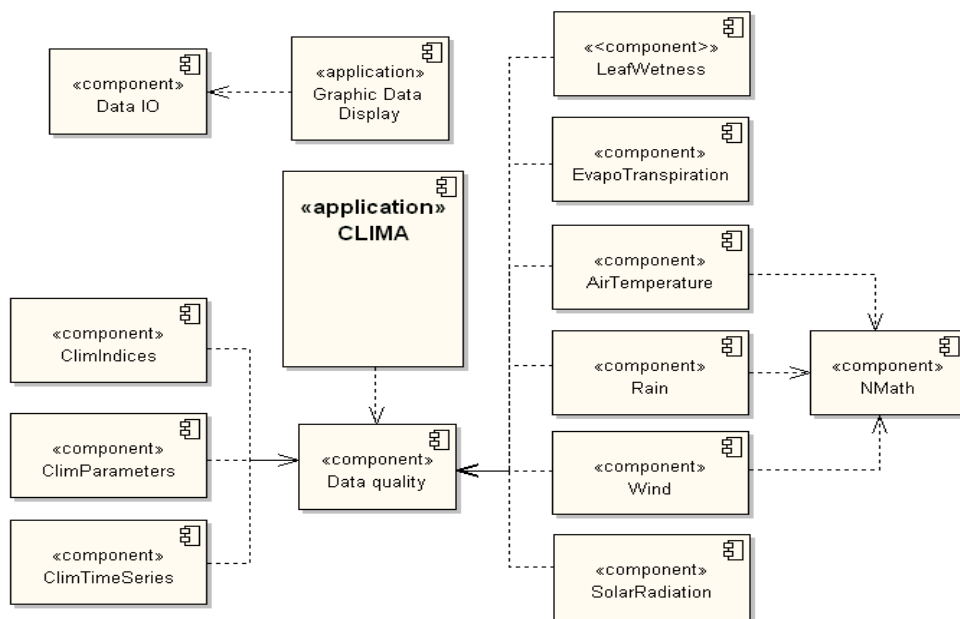 «component»
Data IO
«application»
Graphic Data
Display
«application»
CLIMA
«component»
ClimIndices
«component»
ClimParameters
«component»
ClimTimeSeries
«component»
Data quality
«<component>»
LeafWetness
«component»
EvapoTranspiration
«component»
AirTemperature
«component»
Rain
«component»
Wind
«component»
SolarRadiation
«component»
NMath